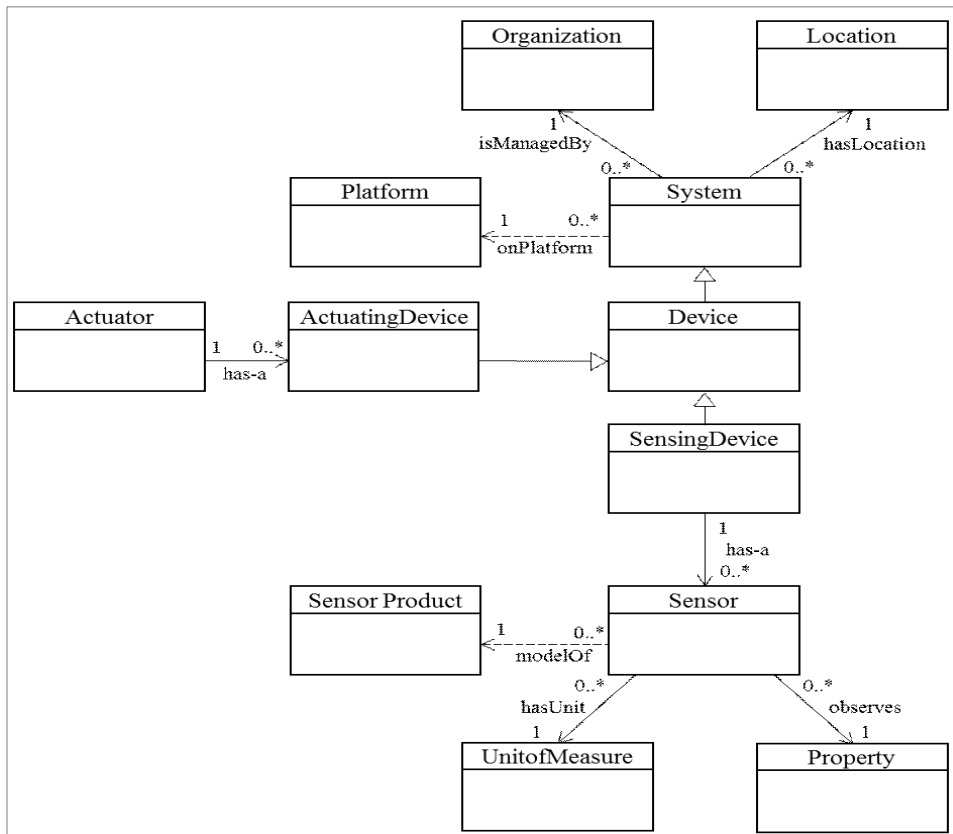 Organization
Location
1
1
isManagedBy
hasLocation
0..*
0..*
Platform
System
1
0..*
onPlatform
Actuator
ActuatingDevice
Device
1
0..*
has-a
SensingDevice
1
has-a
0..*
Sensor Product
Sensor
1
0..*
modelOf
0..*
0..*
hasUnit
observes
1
1
UnitofMeasure
Property